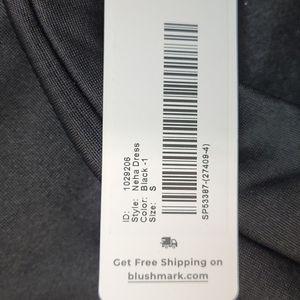 ID: 1029206
Style: Neha Dress
Color: Black -1
Size: S
SP53387-(27409-4)
Get Free Shipping on
blushmark.com